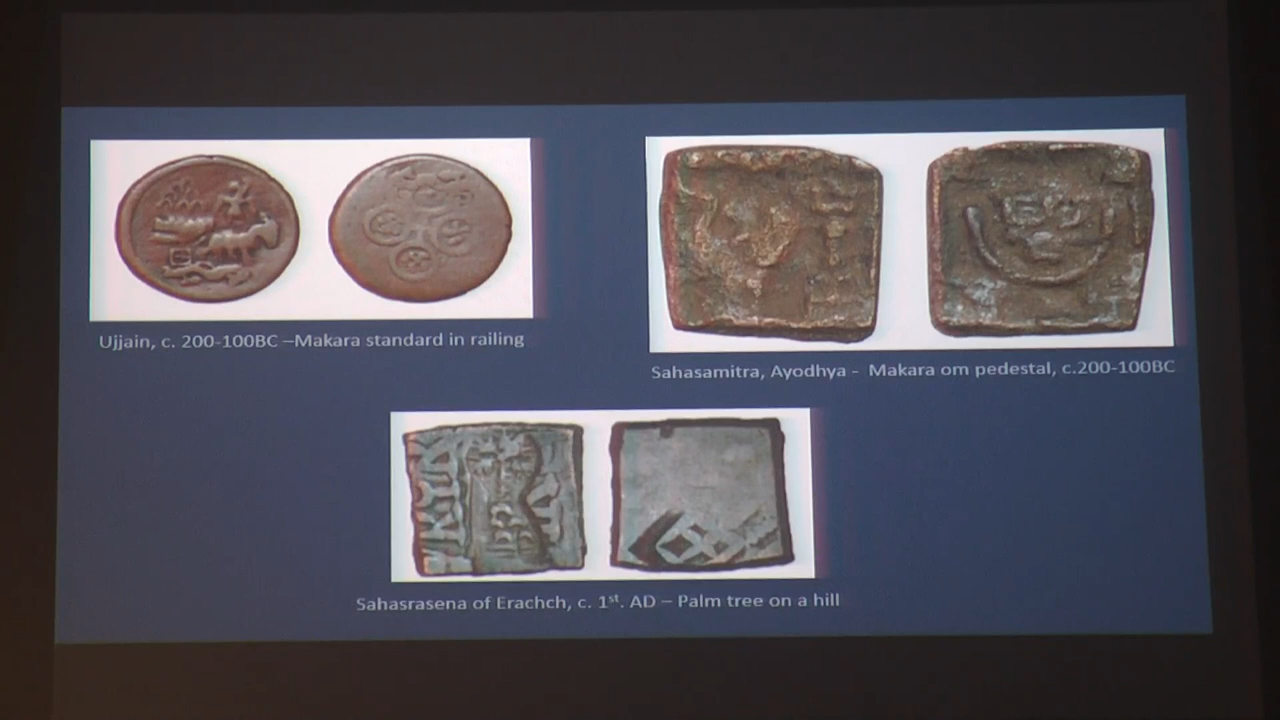 Ujjain, c. 200-100BC –Makara standard in railing
Sahasamitra, Ayodhya - Makara om pedestal, c.200-100BC
Sahasrasena of Erachch, c. 1st. AD – Palm tree on a hill